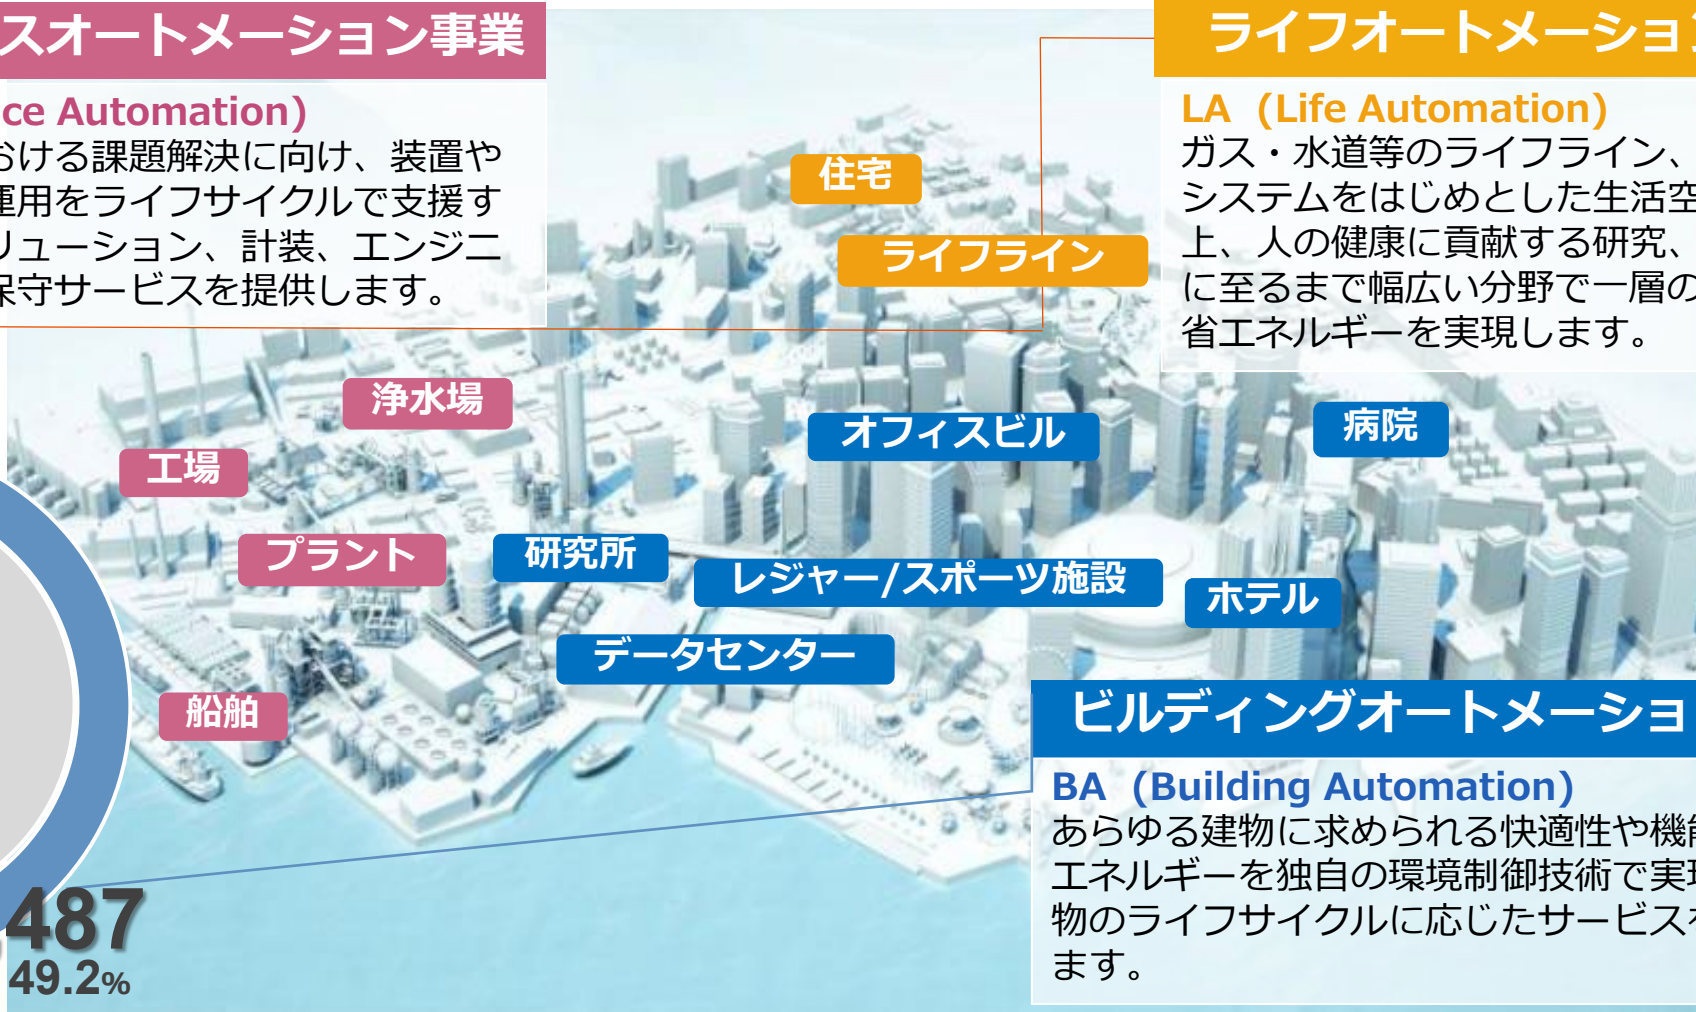 スオートメーション事業
ce Automation)
おける課題解決に向け、装置や
運用をライフサイクルで支援す
リューション、計装、エンジニ
保守サービスを提供します。
ライフオートメーション
LA (Life Automation)
ガス・水道等のライフライン、
システムをはじめとした生活空
上、人の健康に貢献する研究、
に至るまで幅広い分野で一層の
省エネルギーを実現します。
住宅
ライフライン
浄水場
オフィスビル
病院
工場
プラント
研究所
レジャー/スポーツ施設
ホテル
データセンター
船舶
ビルディングオートメーショ
BA (Building Automation)
あらゆる建物に求められる快適性や機能
エネルギーを独自の環境制御技術で実現
物のライフサイクルに応じたサービスを
ます。
487
49.2%